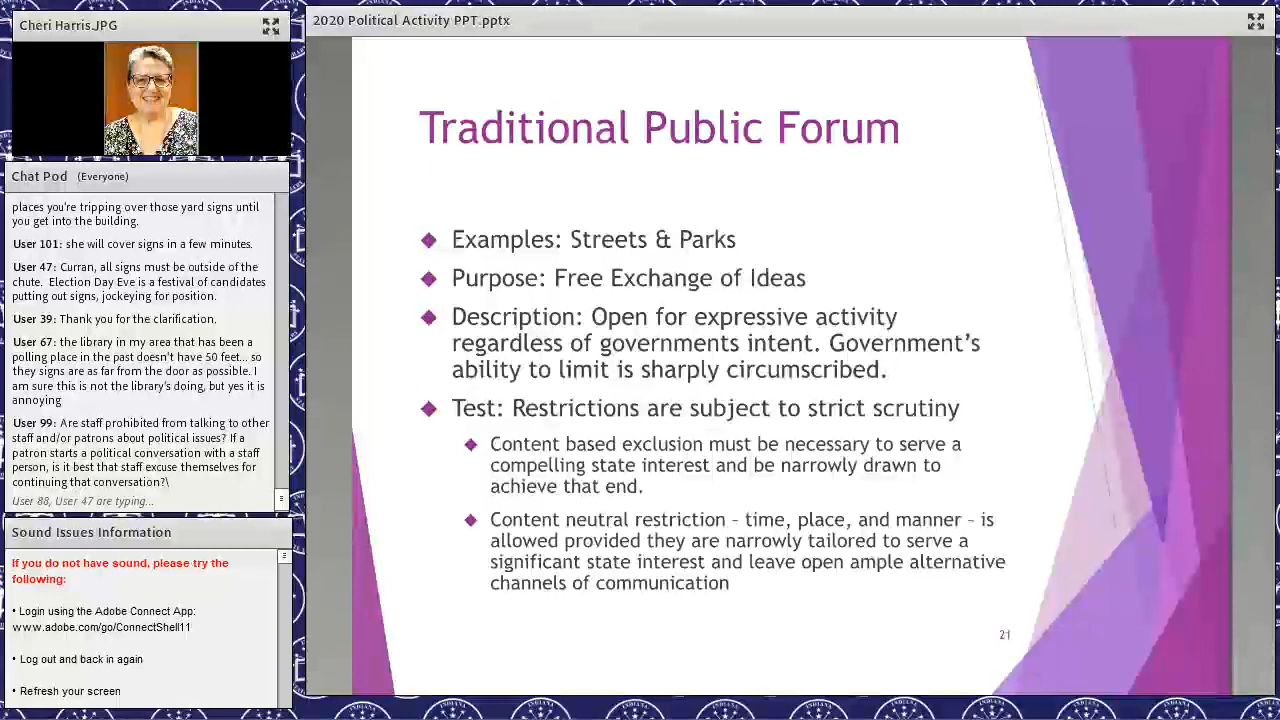 Cheri Harris.JPG
Chat Pod (Everyone)
places you're tripping over those yard signs until
you get into the building.
User 101: she will cover signs in a few minutes.
User 47: Curran, all signs must be outside of the
chute. Election Day Eve is a festival of candidates
putting out signs, jockeying for position.
User 39: Thank you for the clarification.
User 67: the library in my area that has been a
polling place in the past doesn't have 50 feet... so
they signs are as far from the door as possible. I
am sure this is not the library's doing, but yes it is
annoying
User 99: Are staff prohibited from talking to other
staff and/or patrons about political issues? If a
patron starts a political conversation with a staff
person, is it best that staff excuse themselves for
continuing that conversation?\
User 88, User 47 are typing...
Sound Issues Information
If you do not have sound, please try the
following:
• Login using the Adobe Connect App:
www.adobe.com/go/ConnectShell11
• Log out and back in again
• Refresh your screen
2020 Political Activity PPT.pptx
Traditional Public Forum
Examples: Streets & Parks
Purpose: Free Exchange of Ideas
Description: Open for expressive activity
regardless of governments intent. Government's
ability to limit is sharply circumscribed.
Test: Restrictions are subject to strict scrutiny
Content based exclusion must be necessary to serve a
compelling state interest and be narrowly drawn to
achieve that end.
Content neutral restriction – time, place, and manner – is
allowed provided they are narrowly tailored to serve a
significant state interest and leave open ample alternative
channels of communication
21